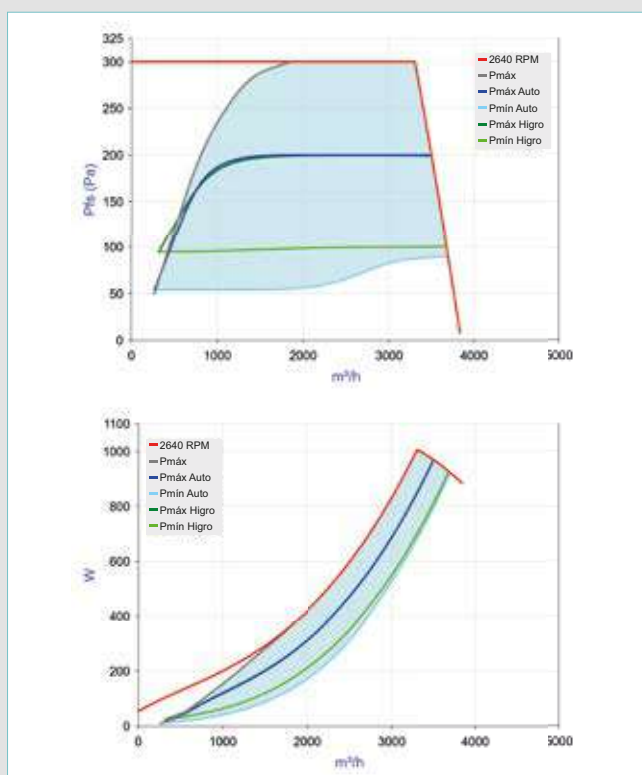 325
300
250
200
150
100
50
0
Pfs (Pa)
0 1000 2000 3000 4000 5000
m³/h
2640 RPM
Pmáx
Pmáx Auto
Pmín Auto
Pmáx Higro
Pmín Higro
1100
1000
800
600
400
200
0
W
0 1000 2000 3000 4000 5000
m³/h
2640 RPM
Pmáx
Pmáx Auto
Pmín Auto
Pmáx Higro
Pmín Higro